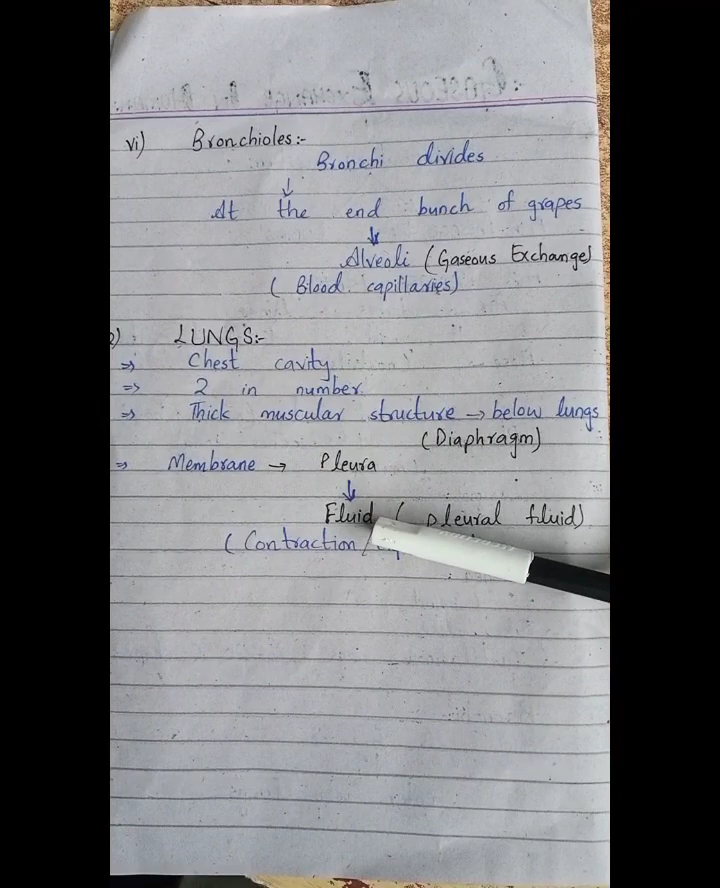 vi) Bronchioles:-
Bronchi divides
↓
At the end bunch of grapes
↓
Alveoli (Gaseous Exchange)
( Blood capillaries)
LUNGS:-
⇒ Chest cavity
⇒ 2 in number
⇒ Thick muscular structure → below lungs
(Diaphragm)
⇒ Membrane → Pleura
↓
Fluid ( pleural fluid)
( Contraction /